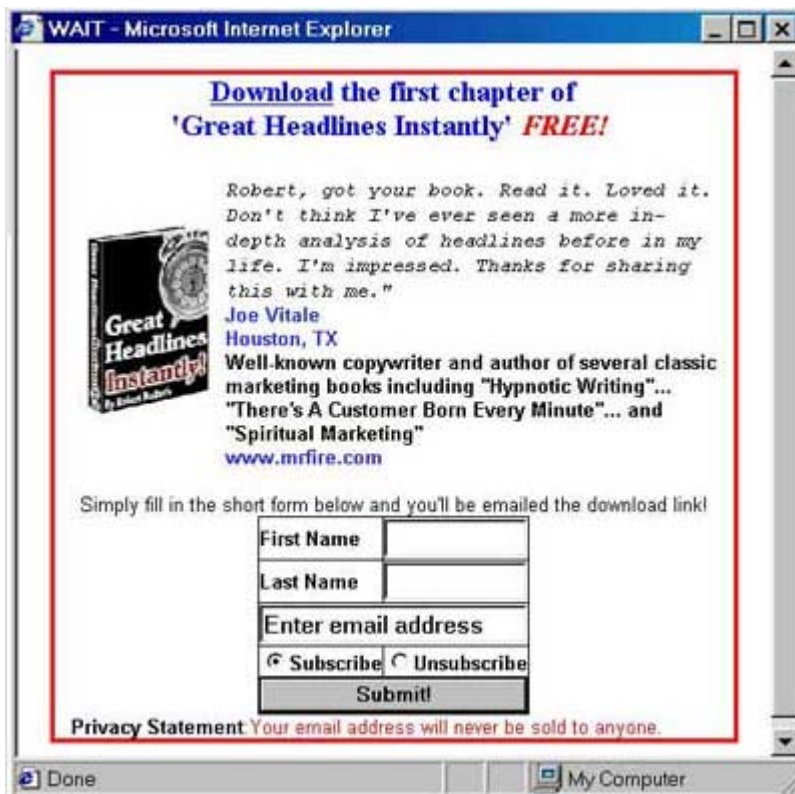 WAIT - Microsoft Internet Explorer
Download the first chapter of
'Great Headlines Instantly' FREE!
Robert, got your book. Read it. Loved it.
Don't think I've ever seen a more in-
depth analysis of headlines before in my
life. I'm impressed. Thanks for sharing
this with me."
Joe Vitale
Houston, TX
Well-known copywriter and author of several classic
marketing books including "Hypnotic Writing"...
"There's A Customer Born Every Minute"... and
"Spiritual Marketing"
www.mrfire.com
Great
Headlines
Instantly!
Simply fill in the short form below and you'll be emailed the download link!
First Name
Last Name
Enter email address
Subscribe Unsubscribe
Submit!
Privacy Statement Your email address will never be sold to anyone.
Done My Computer